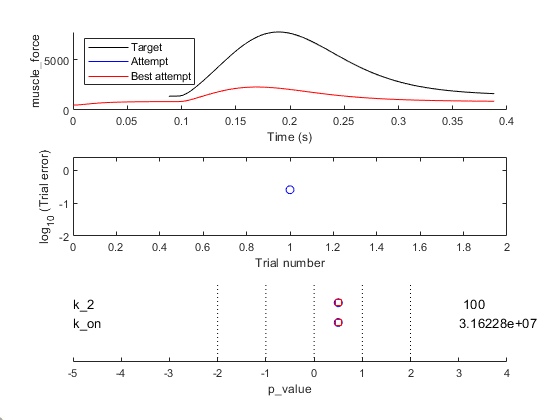 muscle_force
5000
0
Target
Attempt
Best attempt
0 0.05 0.1 0.15 0.2 0.25 0.3 0.35 0.4
Time (s)
log10 (Trial error)
0
-1
-2
0 0.2 0.4 0.6 0.8 1 1.2 1.4 1.6 1.8 2
Trial number
k_2 100
k_on 3.16228e+07
-5 -4 -3 -2 -1 0 1 2 3 4
p_value